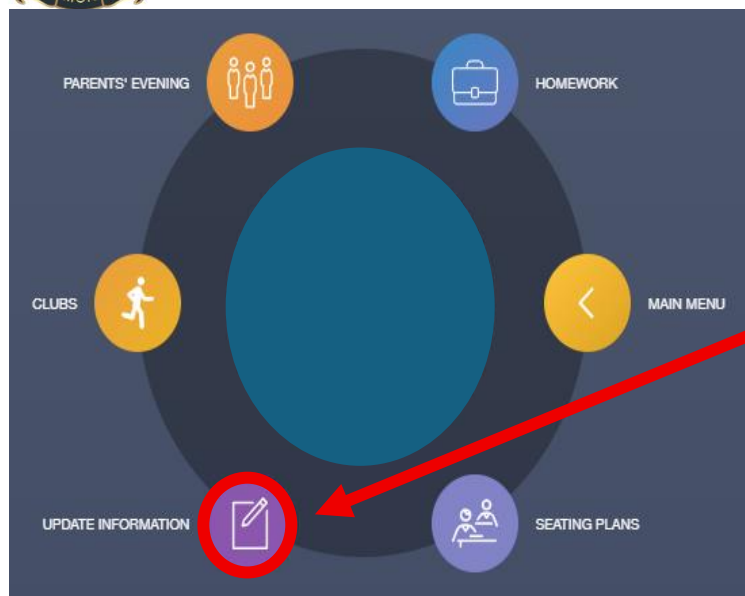 PARENTS' EVENING
HOMEWORK
CLUBS
MAIN MENU
UPDATE INFORMATION
SEATING PLANS